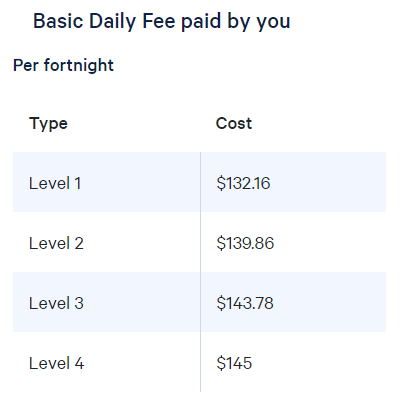 Basic Daily Fee paid by you
Per fortnight
Type Cost
Level 1 $132.16
Level 2 $139.86
Level 3 $143.78
Level 4 $145